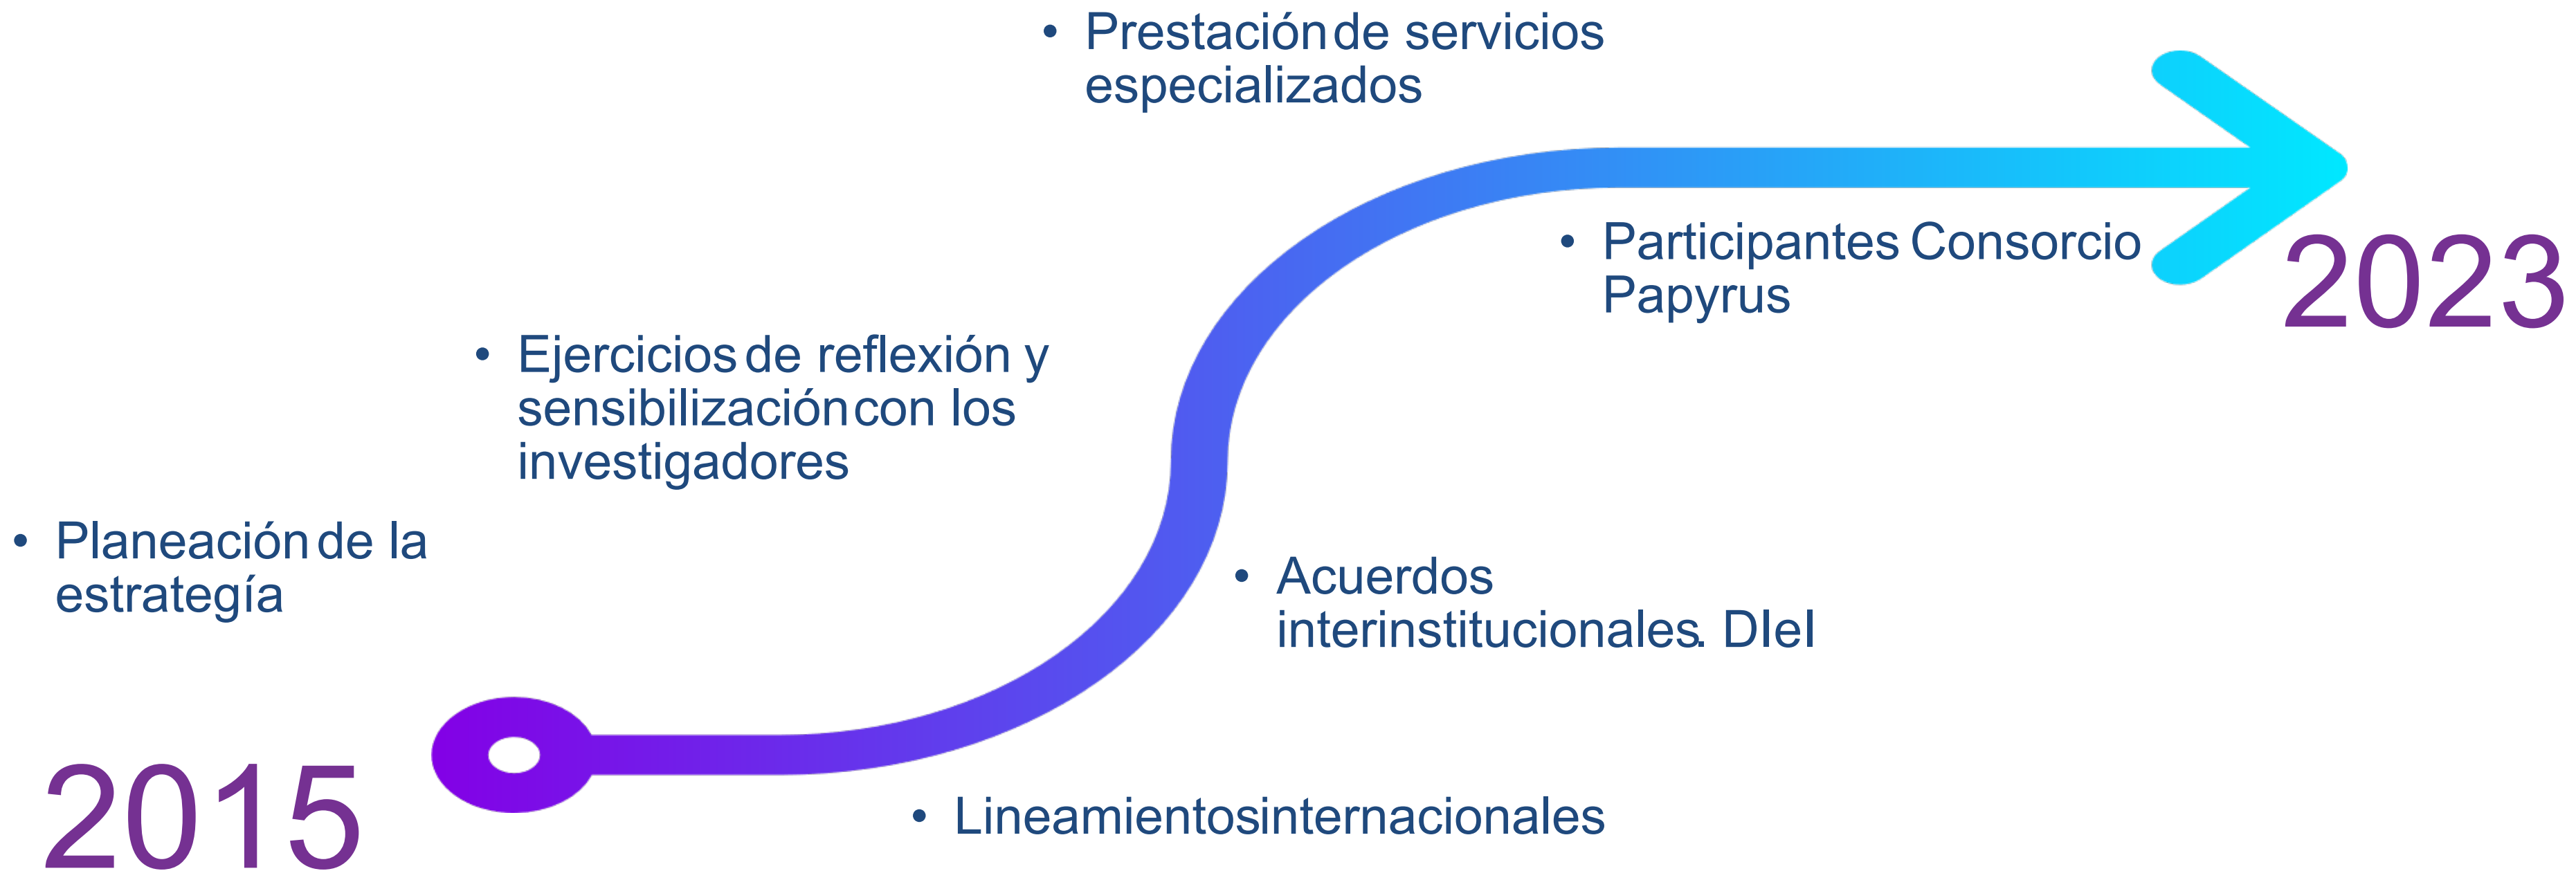 • Prestación de servicios
especializados
• Participantes Consorcio
Papyrus
2023
• Ejercicios de reflexión y
sensibilización con los
investigadores
• Planeación de la
estrategía
• Acuerdos
interinstitucionales. DIeI
2015
• Lineamientos internacionales